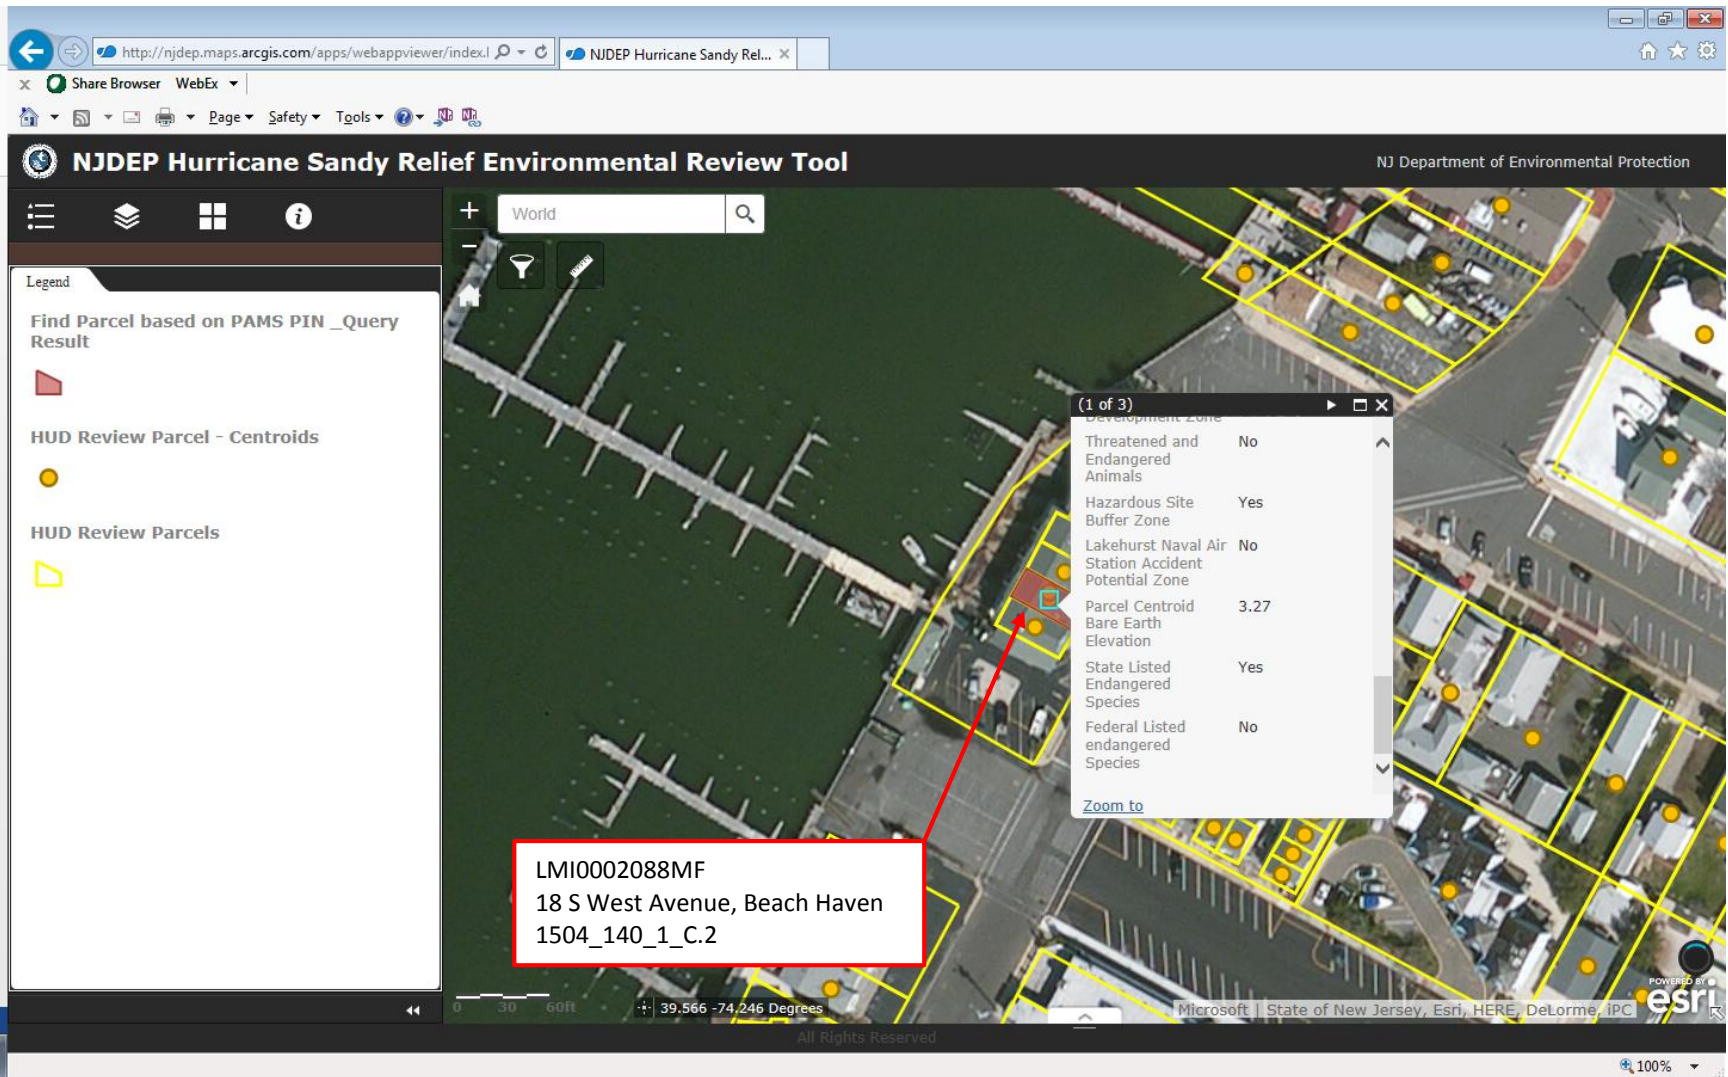 http://njdep.maps.arcgis.com/apps/webappviewer/index.l
NJDEP Hurricane Sandy Rel...
x Share Browser WebEx
Page Safety Tools
NJDEP Hurricane Sandy Relief Environmental Review Tool
NJ Department of Environmental Protection
World
Legend
Find Parcel based on PAMS PIN _Query
Result
HUD Review Parcel - Centroids
HUD Review Parcels
(1 of 3)
Development Zone
Threatened and No
Endangered
Animals
Hazardous Site Yes
Buffer Zone
Lakehurst Naval Air No
Station Accident
Potential Zone
Parcel Centroid 3.27
Bare Earth
Elevation
State Listed Yes
Endangered
Species
Federal Listed No
endangered
Species
Zoom to
LMI0002088MF
18 S West Avenue, Beach Haven
1504_140_1_C.2
0 30 60ft
39.566 -74.246 Degrees
Microsoft | State of New Jersey, Esri, HERE, DeLorme, iPC
POWERED BY
esri
All Rights Reserved
100%